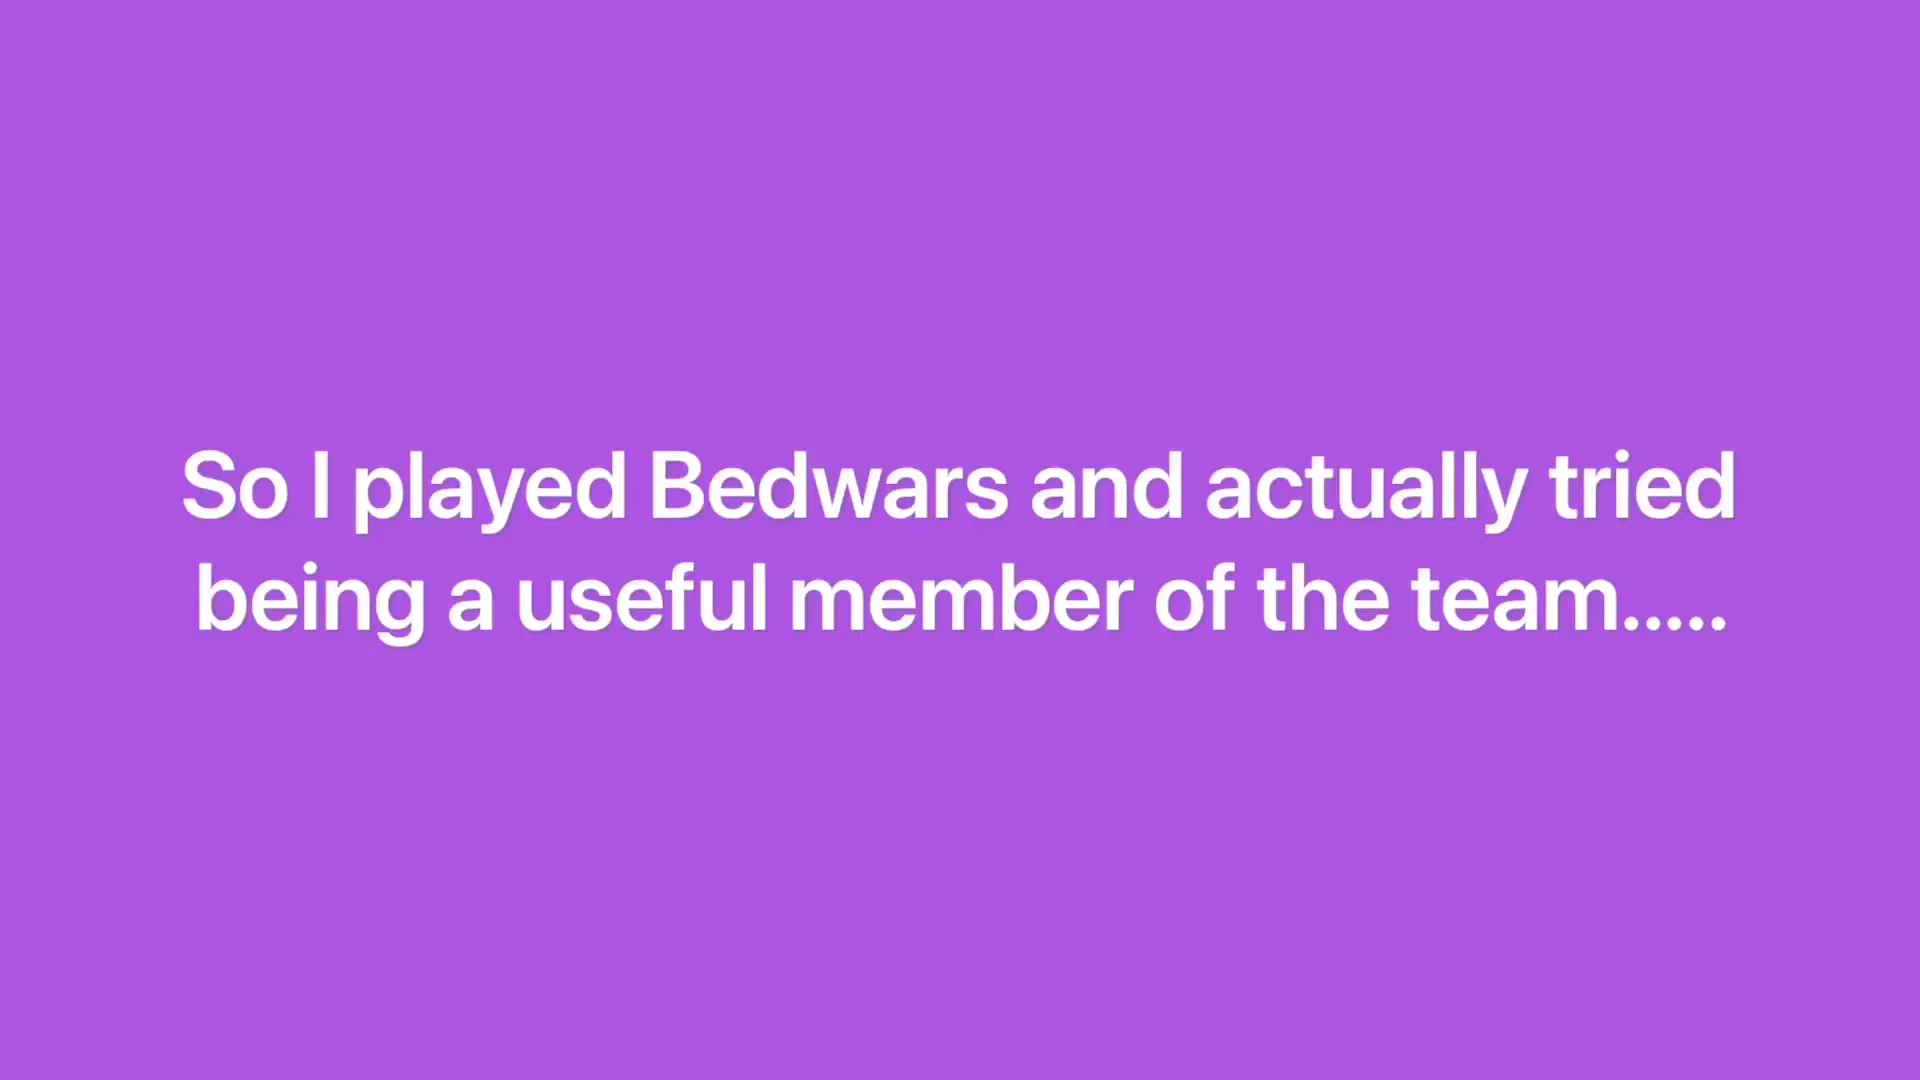 So I played Bedwars and actually tried
being a useful member of the team.....